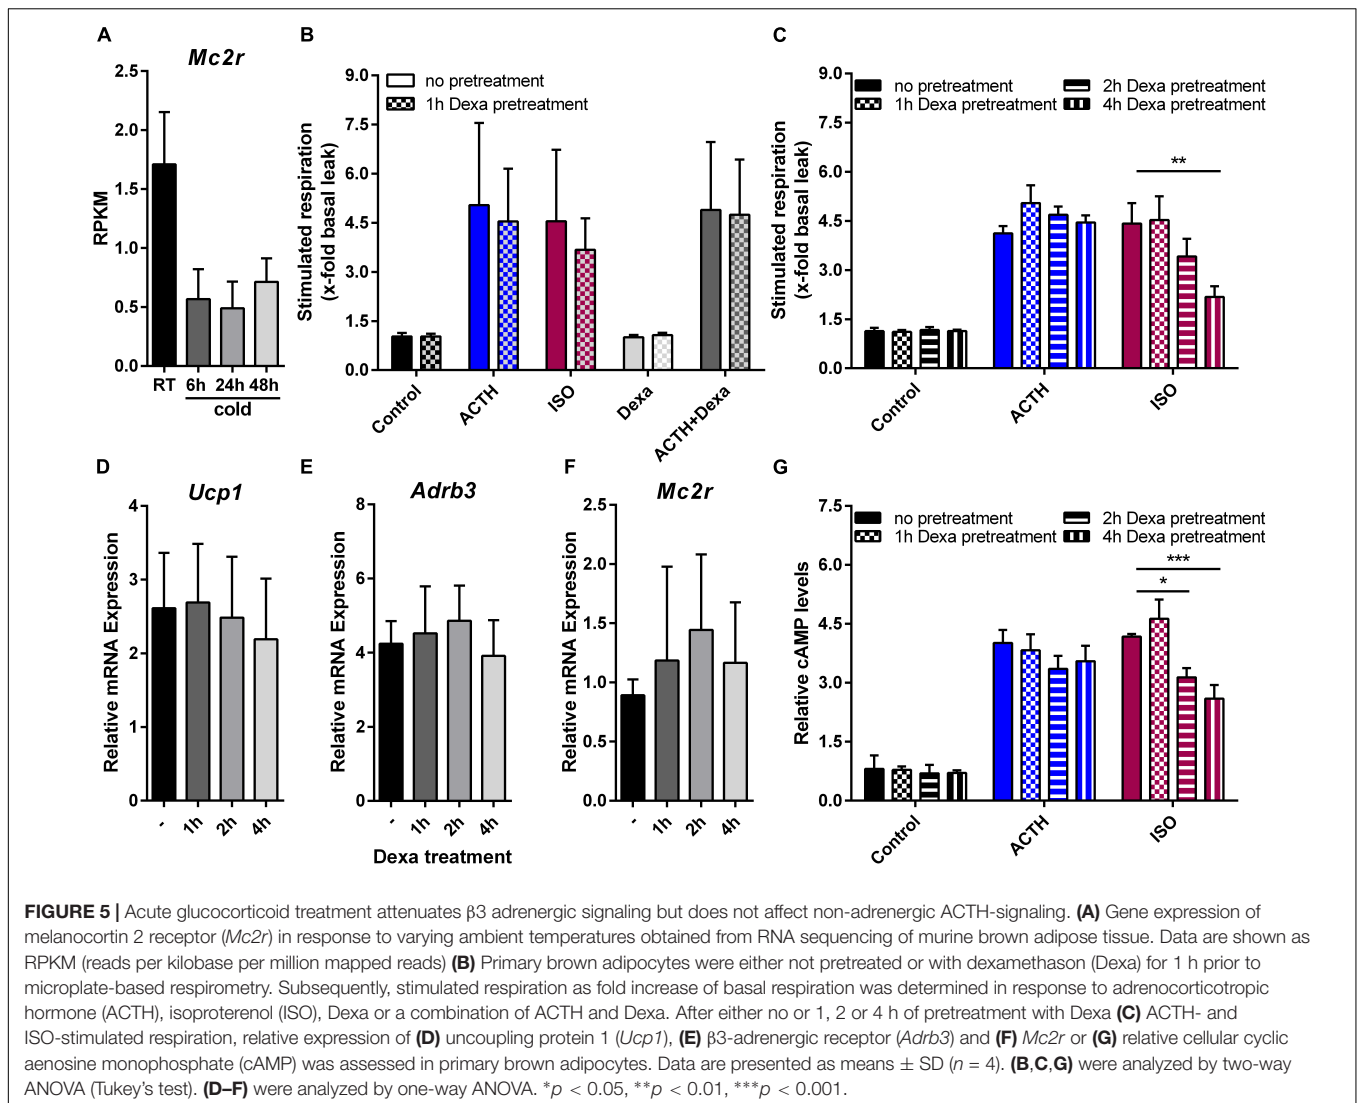 A
Mc2r
2.5
2.0
1.5
1.0
0.5
0.0
RPKM
RT 6h 24h 48h
cold
B
no pretreatment
1h Dexa pretreatment
9.0
7.5
6.0
4.5
3.0
1.5
0.0
Stimulated respiration
(x-fold basal leak)
Control ACTH ISO Dexa ACTH+Dexa
C
no pretreatment 2h Dexa pretreatment
1h Dexa pretreatment 4h Dexa pretreatment
9.0
7.5
6.0
4.5
3.0
1.5
0.0
Stimulated respiration
(x-fold basal leak)
**
Control ACTH ISO
D
Ucp1
4
3
2
1
0
Relative mRNA Expression
- 1h 2h 4h
E
Adrb3
8
6
4
2
0
Relative mRNA Expression
- 1h 2h 4h
Dexa treatment
F
Mc2r
2.5
2.0
1.5
1.0
0.5
0.0
Relative mRNA Expression
- 1h 2h 4h
G
no pretreatment 2h Dexa pretreatment
1h Dexa pretreatment 4h Dexa pretreatment
7.5
6.0
4.5
3.0
1.5
0.0
Relative cAMP levels
***
*
Control ACTH ISO
FIGURE 5 | Acute glucocorticoid treatment attenuates β3 adrenergic signaling but does not affect non-adrenergic ACTH-signaling. (A) Gene expression of
melanocortin 2 receptor (Mc2r) in response to varying ambient temperatures obtained from RNA sequencing of murine brown adipose tissue. Data are shown as
RPKM (reads per kilobase per million mapped reads) (B) Primary brown adipocytes were either not pretreated or with dexamethason (Dexa) for 1 h prior to
microplate-based respirometry. Subsequently, stimulated respiration as fold increase of basal respiration was determined in response to adrenocorticotropic
hormone (ACTH), isoproterenol (ISO), Dexa or a combination of ACTH and Dexa. After either no or 1, 2 or 4 h of pretreatment with Dexa (C) ACTH- and
ISO-stimulated respiration, relative expression of (D) uncoupling protein 1 (Ucp1), (E) β3-adrenergic receptor (Adrb3) and (F) Mc2r or (G) relative cellular cyclic
aenosine monophosphate (cAMP) was assessed in primary brown adipocytes. Data are presented as means ± SD (n = 4). (B,C,G) were analyzed by two-way
ANOVA (Tukey's test). (D–F) were analyzed by one-way ANOVA. *p < 0.05, **p < 0.01, ***p < 0.001.